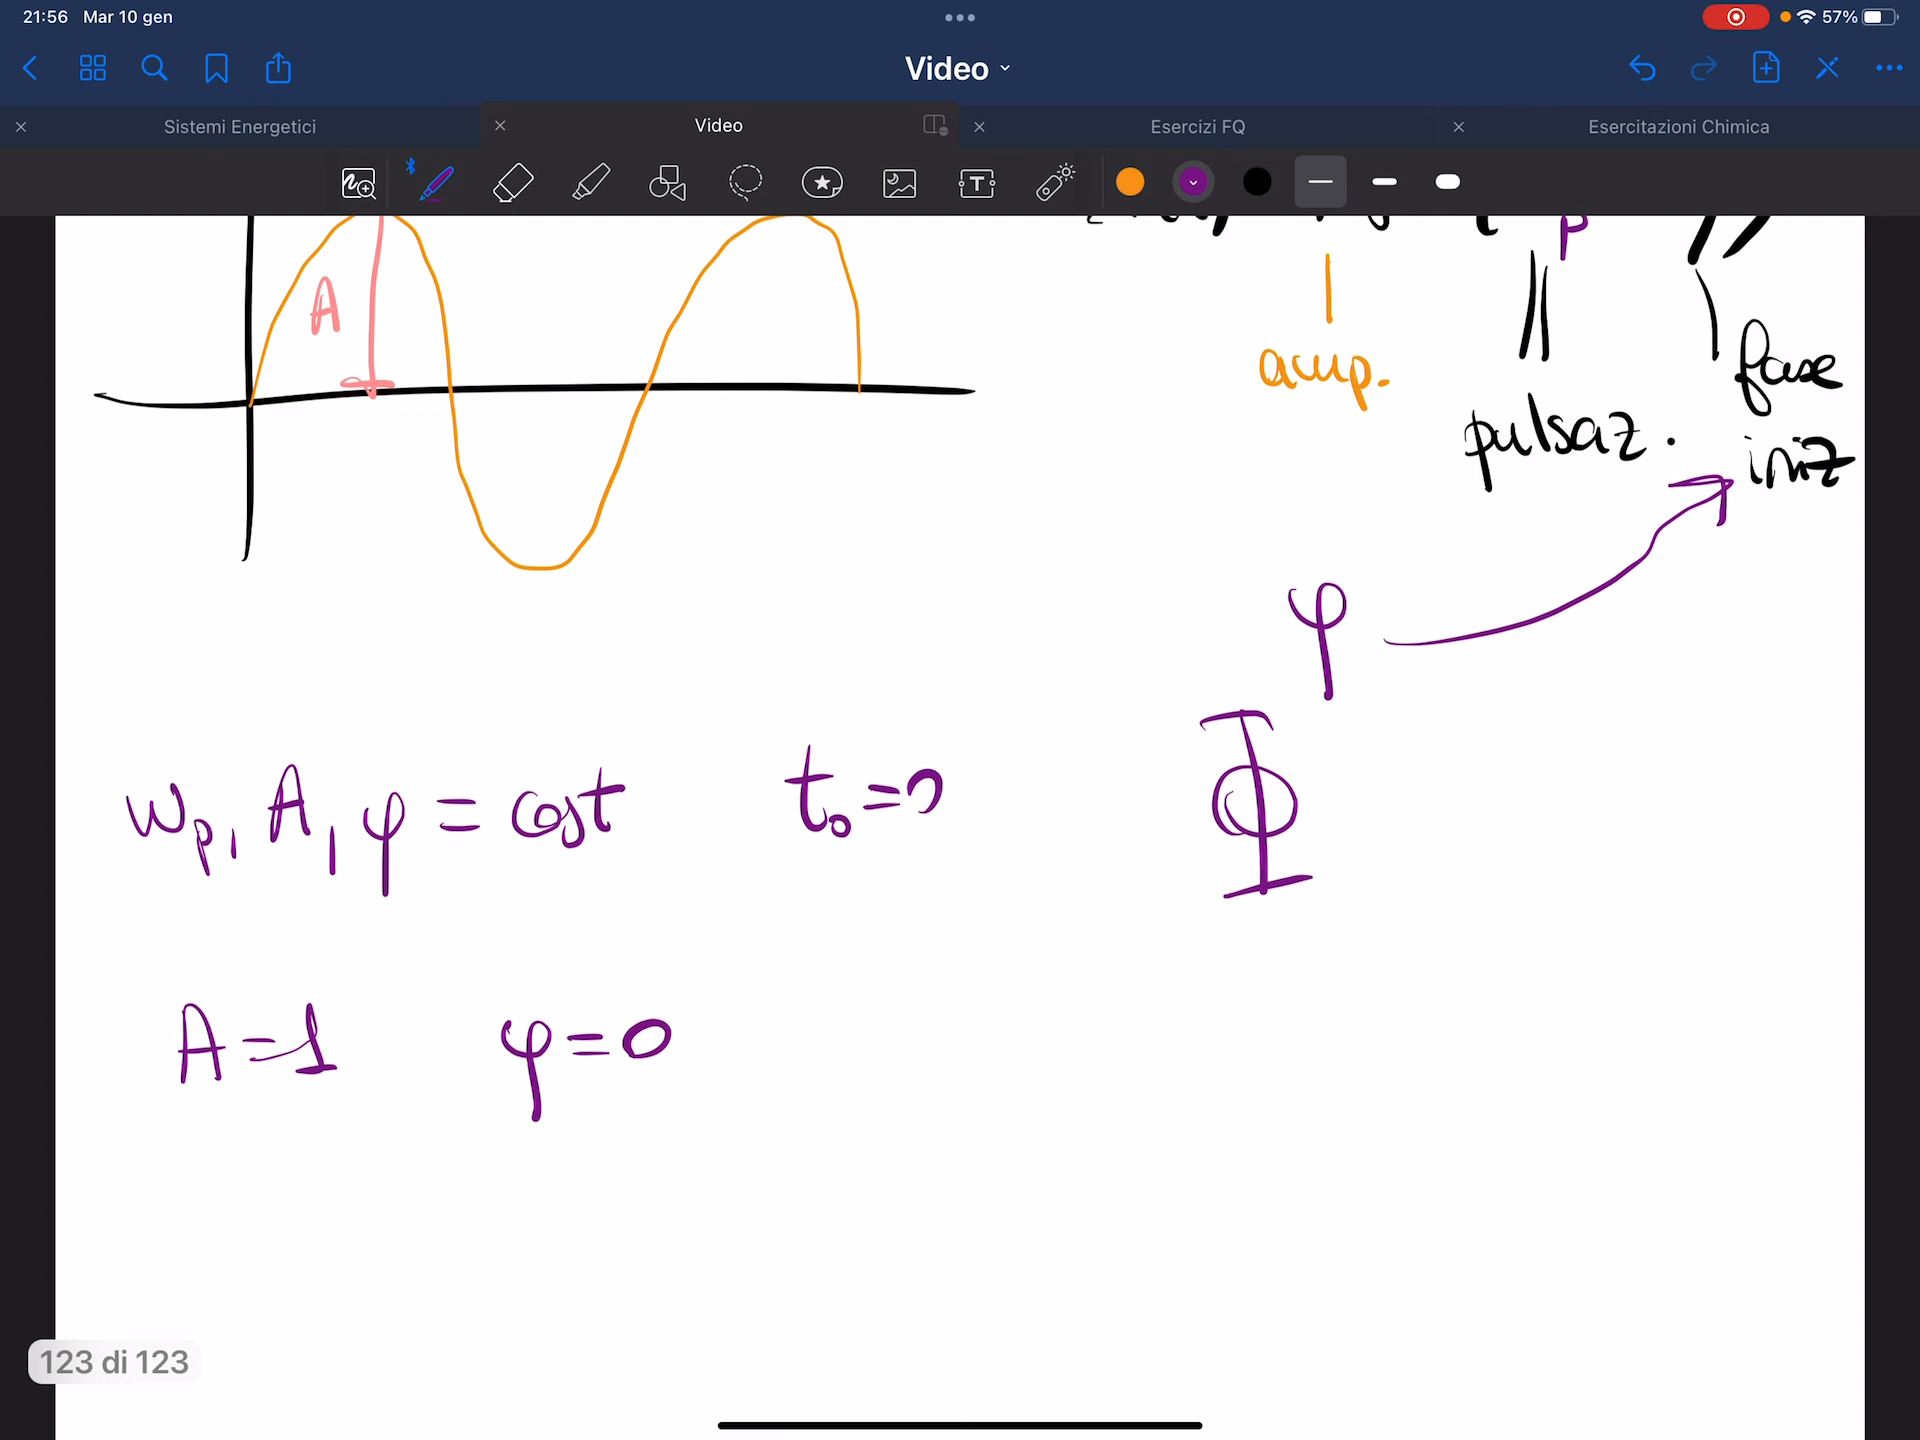 21:56 Mar 10 gen 57%
Video
Sistemi Energetici Video Esercizi FQ Esercitazioni Chimica
T
p
A
amp.
fase
pulsaz. iniz
φ
Φ
ωp, A, φ = cost t₀=0
A=1 φ=0
123 di 123